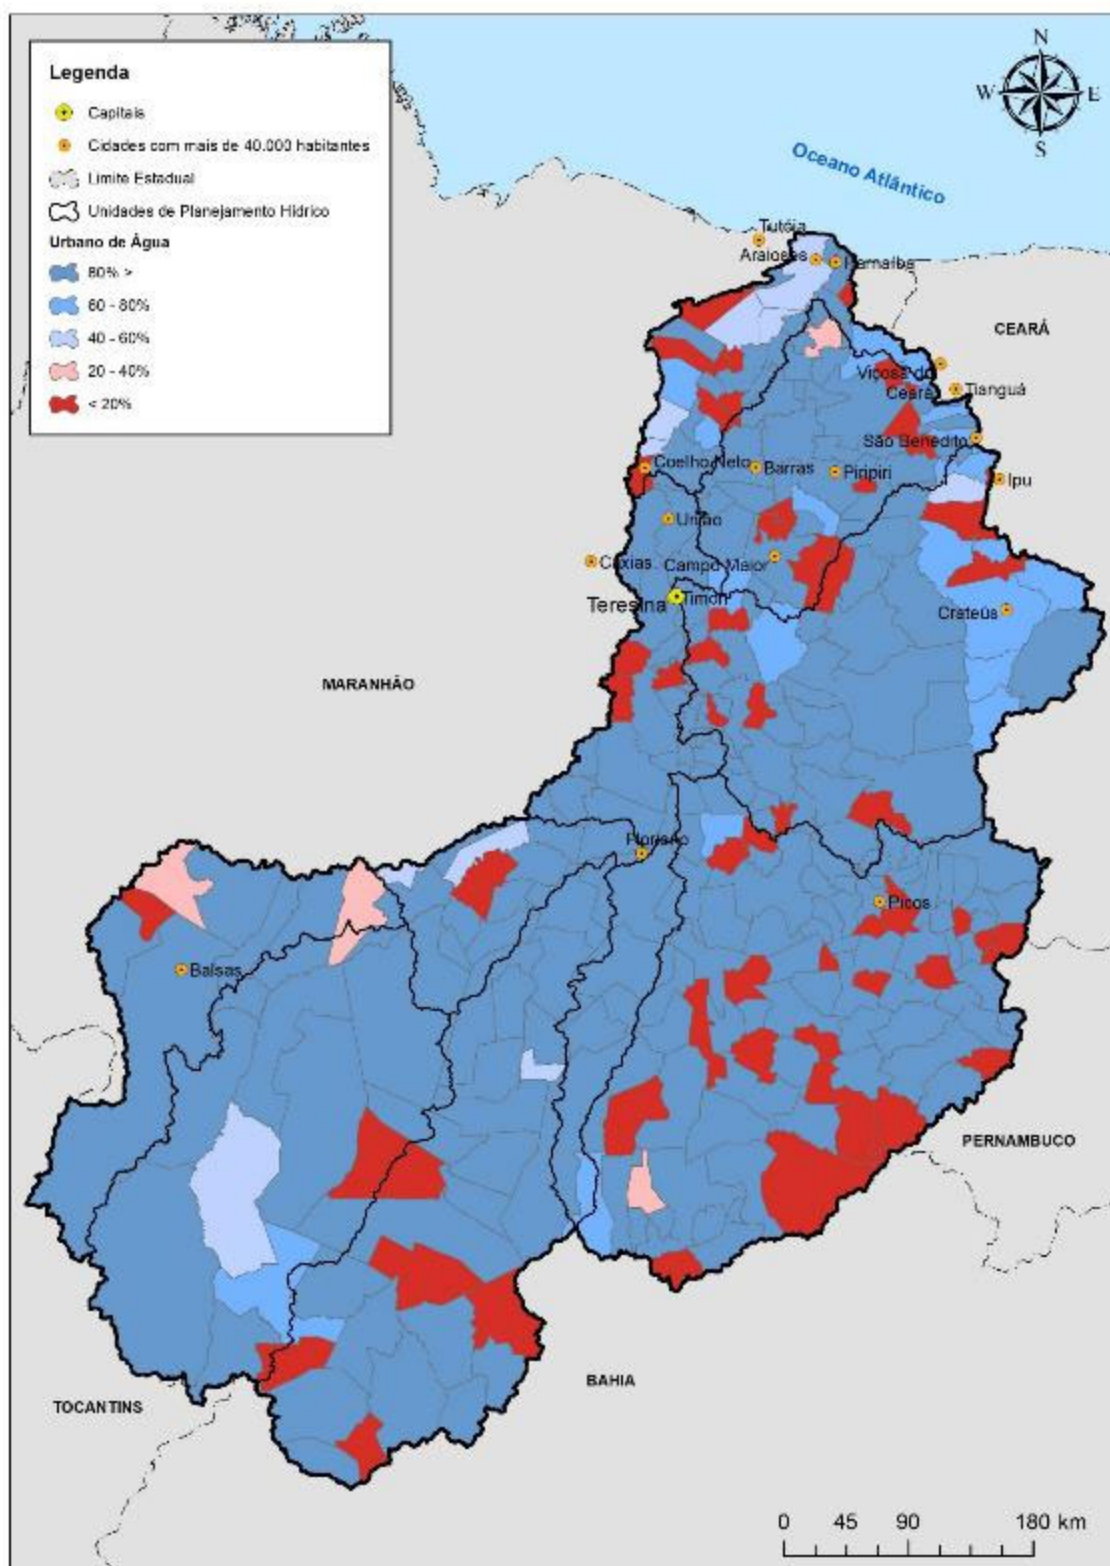 Legenda
Capitais
Cidades com mais de 40.000 habitantes
Limite Estadual
Unidades de Planejamento Hídrico
Urbano de Água
80% >
60 - 80%
40 - 60%
20 - 40%
< 20%
N
W
E
S
Oceano Atlântico
Tutóia
Araioses
Parnaíba
CEARÁ
Viçosa do
Ceará
Tianguá
São Benedito
Coelho Neto
Barras
Piripiri
Ipu
União
Caxias
Campo Maior
Teresina
Timon
Crateús
MARANHÃO
Floriano
Picos
Balsas
PERNAMBUCO
BAHIA
TOCANTINS
0 45 90 180 km